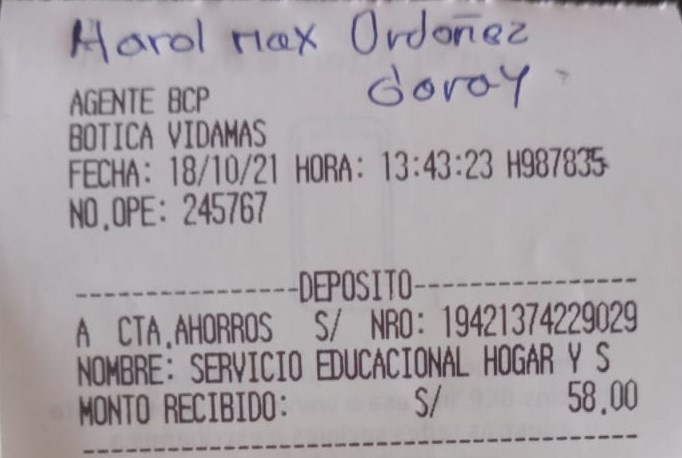 Harol Max Ordoñez
Goroy
AGENTE BCP
BOTICA VIDAMAS
FECHA: 18/10/21 HORA: 13:43:23 H987835
NO.OPE: 245767
----------------DEPOSITO----------------
A CTA.AHORROS S/ NRO: 19421374229029
NOMBRE: SERVICIO EDUCACIONAL HOGAR Y S
MONTO RECIBIDO: S/ 58.00
----------------------------------------